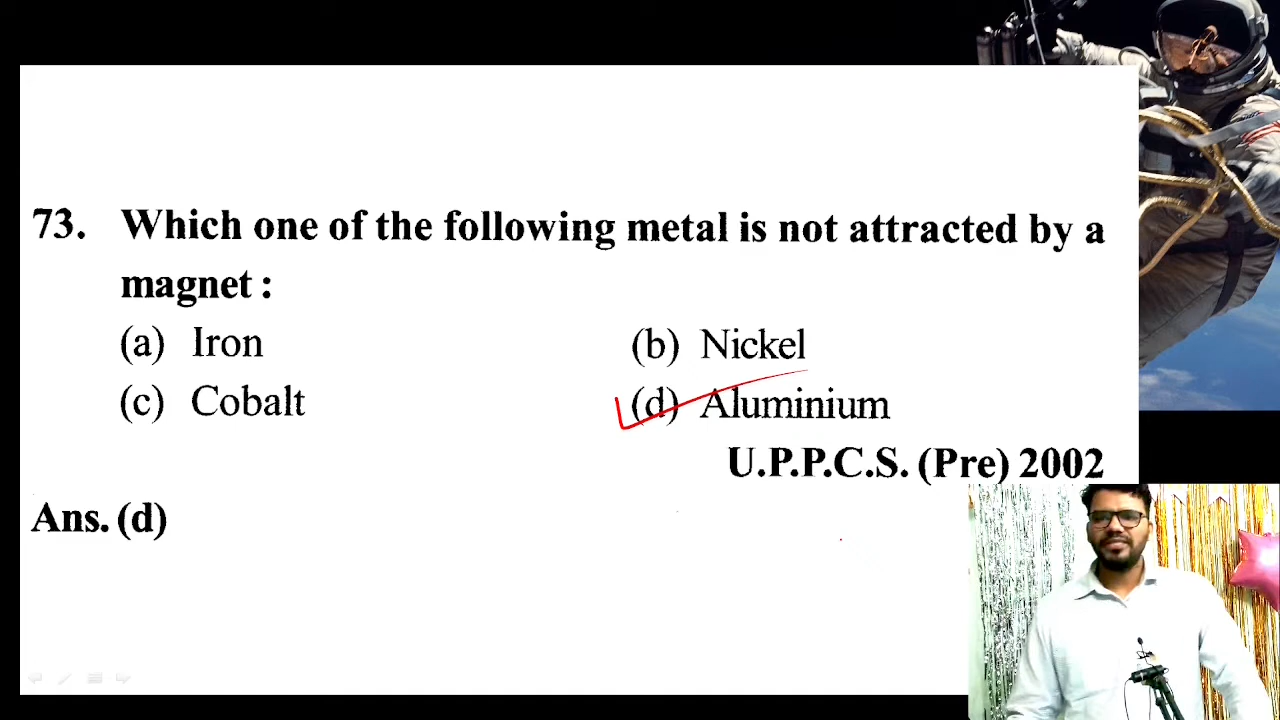 73. Which one of the following metal is not attracted by a
magnet :
(a) Iron (b) Nickel
(c) Cobalt (d) Aluminium
U.P.P.C.S. (Pre) 2002
Ans. (d)